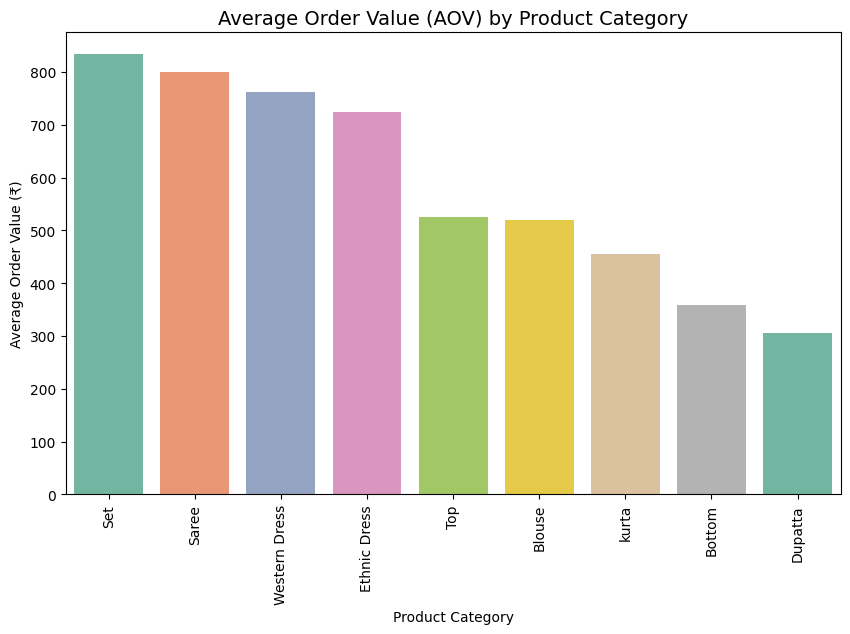 Average Order Value (AOV) by Product Category
Average Order Value (₹)
800
700
600
500
400
300
200
100
0
Set
Saree
Western Dress
Ethnic Dress
Top
Blouse
kurta
Bottom
Dupatta
Product Category